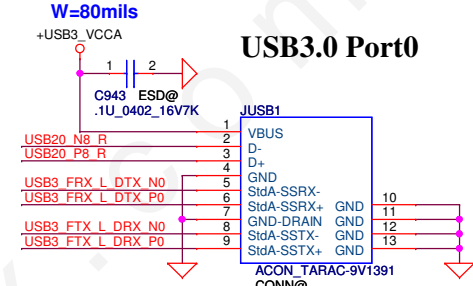 W=80mils
+USB3_VCCA
USB3.0 Port0
1 2
C943 ESD@
.1U_0402_16V7K
JUSB1
1 VBUS
USB20_N8_R 2 D-
USB20_P8_R 3 D+
4 GND
USB3_FRX_L_DTX_N0 5 StdA-SSRX-
USB3_FRX_L_DTX_P0 6 StdA-SSRX+ GND 10
7 GND-DRAIN GND 11
USB3_FTX_L_DRX_N0 8 StdA-SSTX- GND 12
USB3_FTX_L_DRX_P0 9 StdA-SSTX+ GND 13
ACON_TARAC-9V1391
CONN@